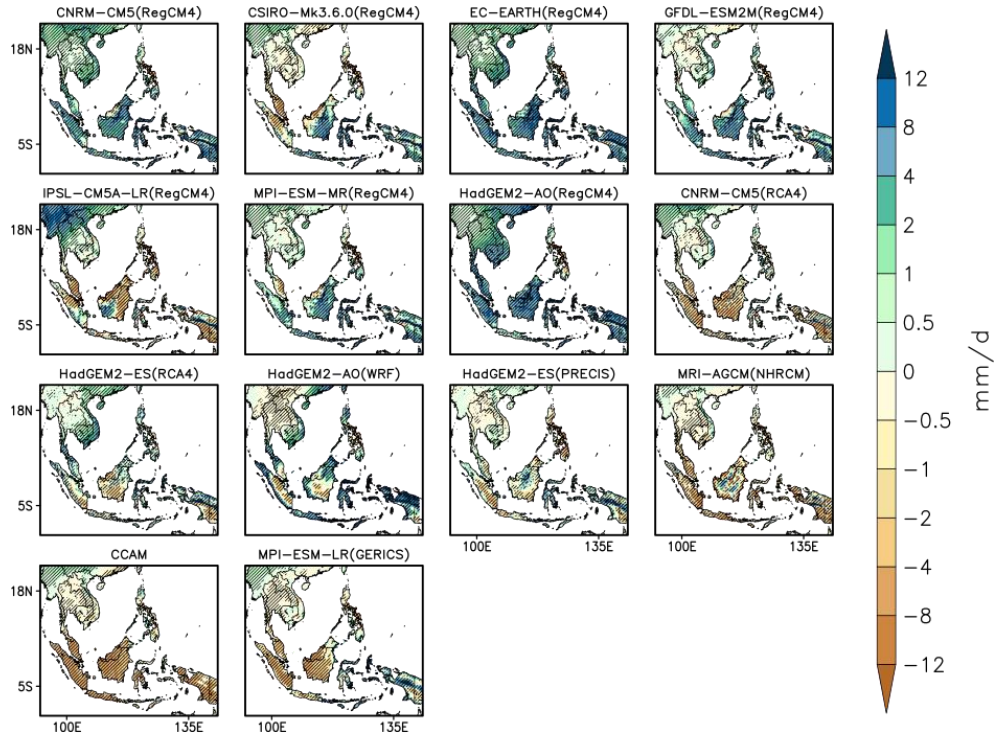 CNRM-CM5(RegCM4) CSIRO-Mk3.6.0(RegCM4) EC-EARTH(RegCM4) GFDL-ESM2M(RegCM4)
18N
5S
IPSL-CM5A-LR(RegCM4) MPI-ESM-MR(RegCM4) HadGEM2-AO(RegCM4) CNRM-CM5(RCA4)
18N
5S
HadGEM2-ES(RCA4) HadGEM2-AO(WRF) HadGEM2-ES(PRECIS) MRI-AGCM(NHRCM)
18N
5S
100E 135E 100E 135E
CCAM MPI-ESM-LR(GERICS)
18N
5S
100E 135E 100E 135E
12
8
4
2
1
0.5
0
-0.5
-1
-2
-4
-8
-12
mm/d